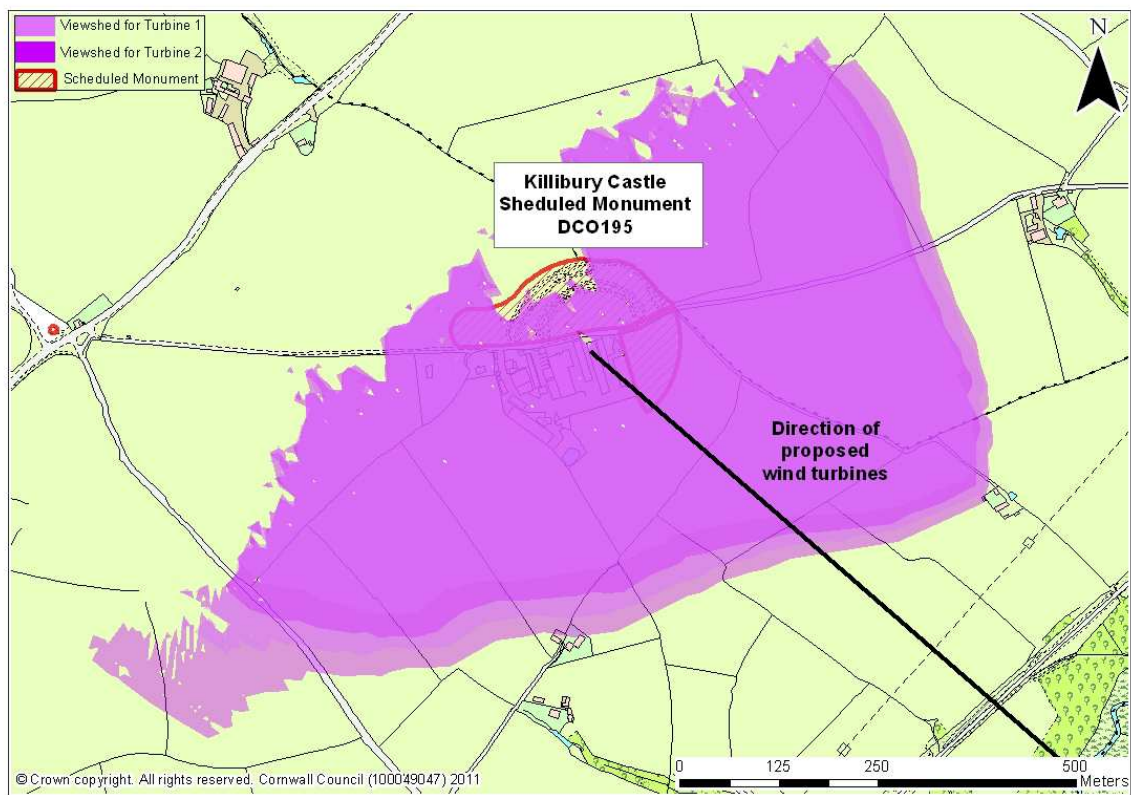 Viewshed for Turbine 1
Viewshed for Turbine 2
Scheduled Monument
N
Killibury Castle
Sheduled Monument
DCO195
Direction of
proposed
wind turbines
© Crown copyright. All rights reserved. Cornwall Council (100049047) 2011
0 125 250 500
Meters